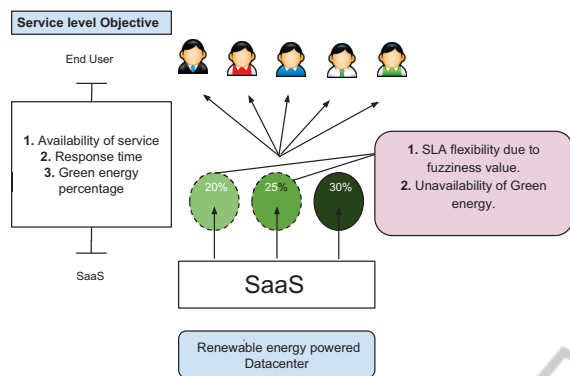 Service level Objective
End User
1. Availability of service
2. Response time
3. Green energy
percentage
SaaS
1. SLA flexibility due to
fuzziness value.
2. Unavailability of Green
energy.
20%
25%
30%
SaaS
Renewable energy powered
Datacenter